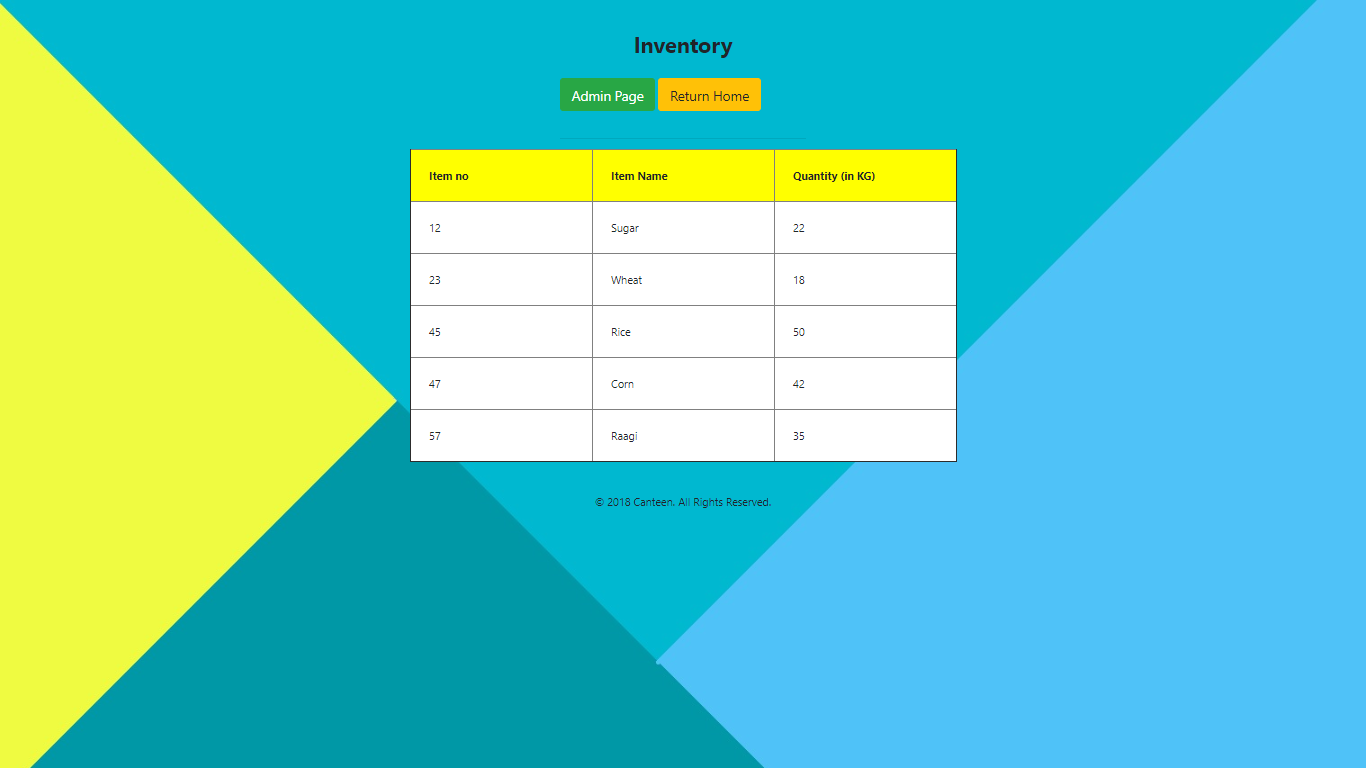 Inventory
Admin Page Return Home
Item no Item Name Quantity (in KG)
12 Sugar 22
23 Wheat 18
45 Rice 50
47 Corn 42
57 Raagi 35
© 2018 Canteen. All Rights Reserved.